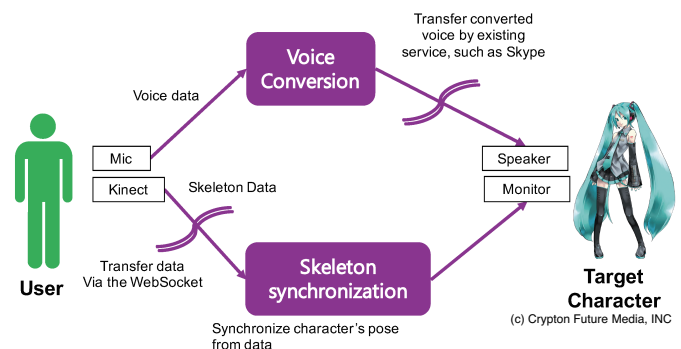 Transfer converted
voice by existing
service, such as Skype
Voice
Conversion
Voice data
Mic
Kinect
Speaker
Monitor
Skeleton Data
Transfer data
Via the WebSocket
User
Skeleton
synchronization
Synchronize character's pose
from data
Target
Character
(c) Crypton Future Media, INC